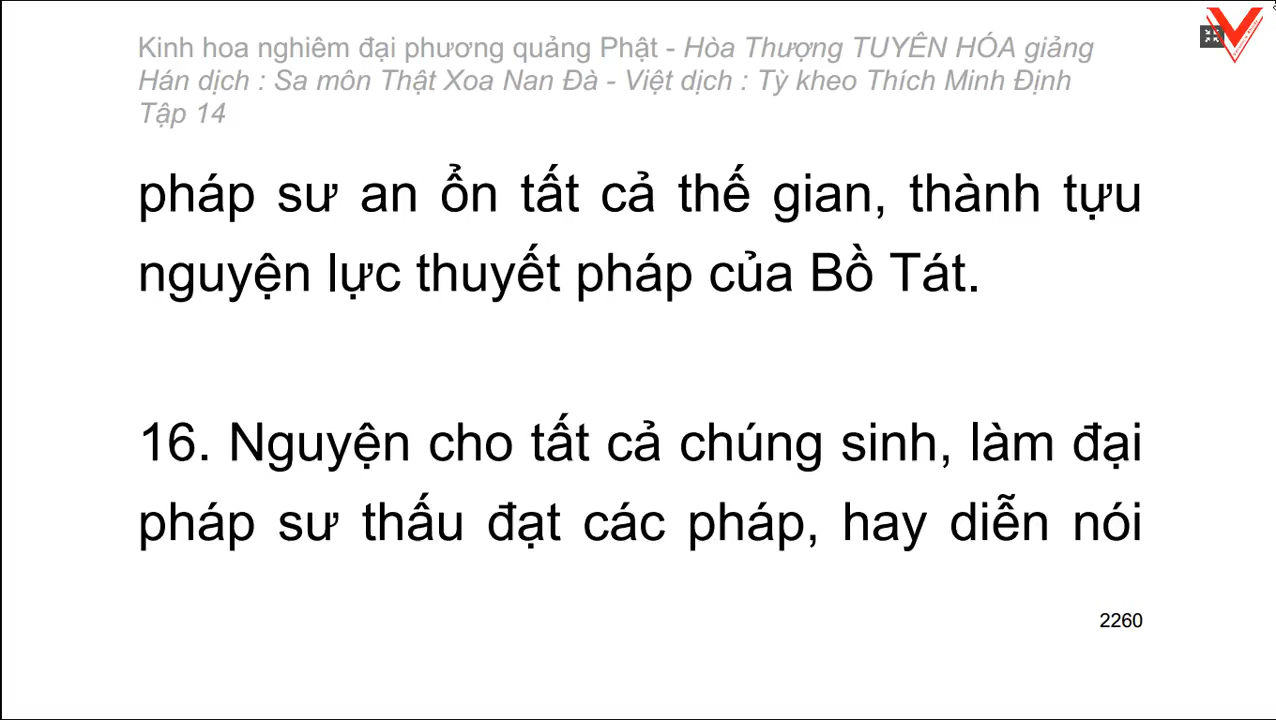 Kinh hoa nghiêm đại phương quảng Phật - Hòa Thượng TUYÊN HÓA giảng
Hán dịch : Sa môn Thật Xoa Nan Đà - Việt dịch : Tỳ kheo Thích Minh Định
Tập 14
pháp sư an ổn tất cả thế gian, thành tựu
nguyện lực thuyết pháp của Bồ Tát.
16. Nguyện cho tất cả chúng sinh, làm đại
pháp sư thấu đạt các pháp, hay diễn nói
2260